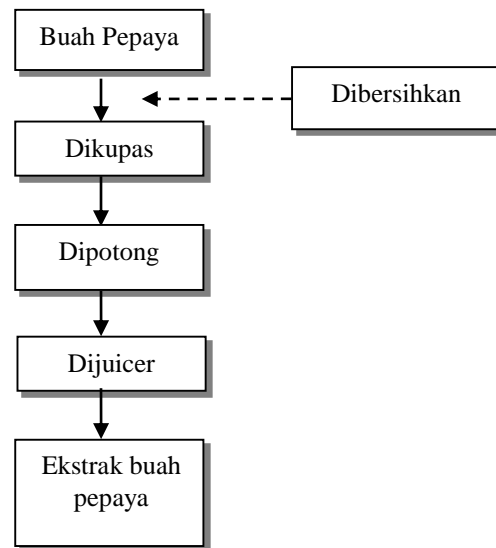 Buah Pepaya
Dibersihkan
Dikupas
Dipotong
Dijuicer
Ekstrak buah
pepaya